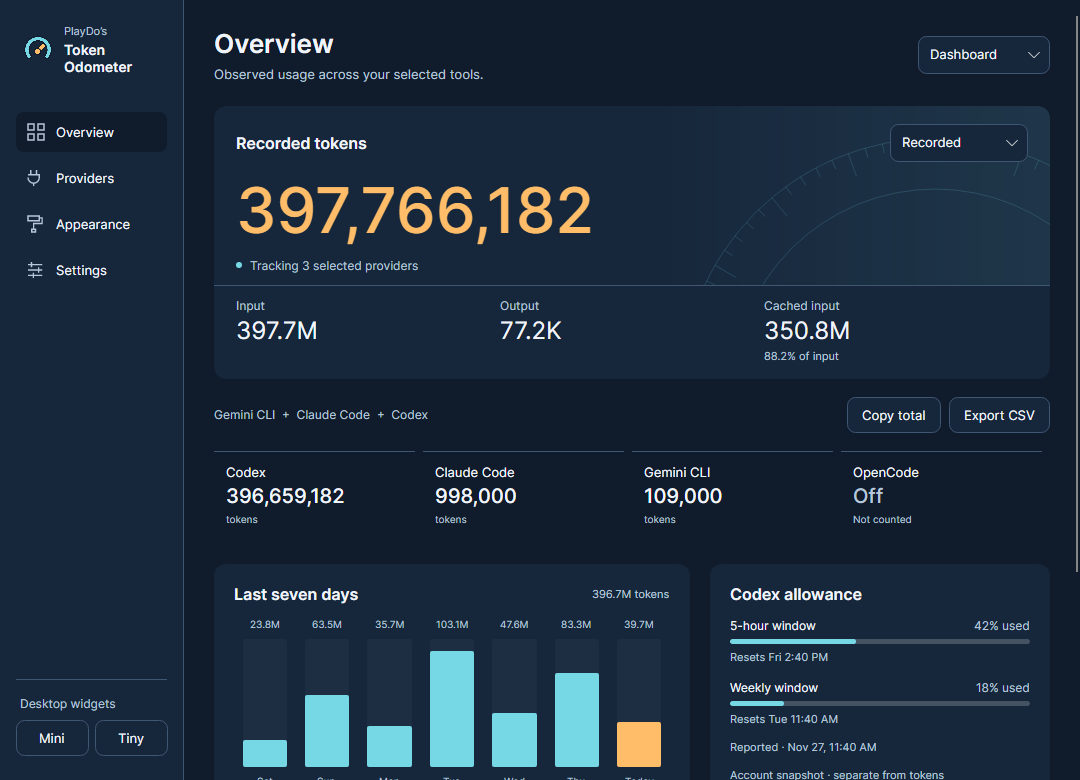 PlayDo's
Token
Odometer
Overview
Providers
Appearance
Settings
Desktop widgets
Mini
Tiny
Overview
Observed usage across your selected tools.
Dashboard
Recorded tokens
Recorded
397,766,182
Tracking 3 selected providers
Input
397.7M
Output
77.2K
Cached input
350.8M
88.2% of input
Gemini CLI + Claude Code + Codex
Copy total
Export CSV
Codex
396,659,182
tokens
Claude Code
998,000
tokens
Gemini CLI
109,000
tokens
OpenCode
Off
Not counted
Last seven days
396.7M tokens
23.8M 63.5M 35.7M 103.1M 47.6M 83.3M 39.7M
Codex allowance
5-hour window 42% used
Resets Fri 2:40 PM
Weekly window 18% used
Resets Tue 11:40 AM
Reported · Nov 27, 11:40 AM
Account snapshot · separate from tokens